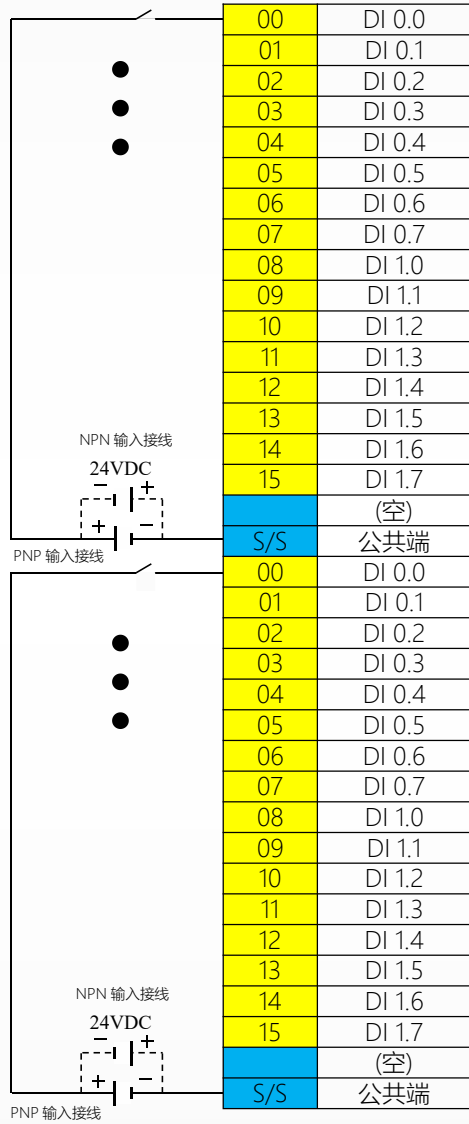 00 DI 0.0
01 DI 0.1
02 DI 0.2
03 DI 0.3
04 DI 0.4
05 DI 0.5
06 DI 0.6
07 DI 0.7
08 DI 1.0
09 DI 1.1
10 DI 1.2
11 DI 1.3
12 DI 1.4
13 DI 1.5
NPN 输入接线
14 DI 1.6
24VDC
15 DI 1.7
− +
(空)
+ −
S/S 公共端
PNP 输入接线
00 DI 0.0
01 DI 0.1
02 DI 0.2
03 DI 0.3
04 DI 0.4
05 DI 0.5
06 DI 0.6
07 DI 0.7
08 DI 1.0
09 DI 1.1
10 DI 1.2
11 DI 1.3
12 DI 1.4
13 DI 1.5
NPN 输入接线
14 DI 1.6
24VDC
15 DI 1.7
− +
(空)
+ −
S/S 公共端
PNP 输入接线